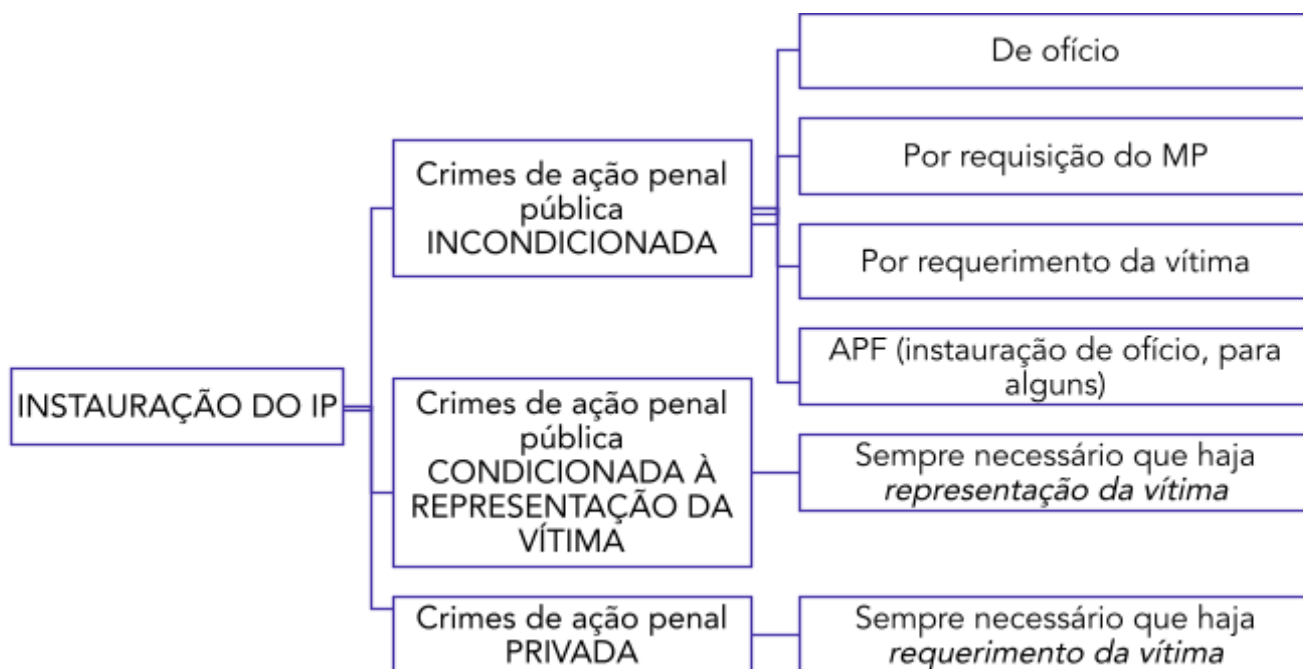 INSTAURAÇÃO DO IP
Crimes de ação penal
pública
INCONDICIONADA
De ofício
Por requisição do MP
Por requerimento da vítima
APF (instauração de ofício, para
alguns)
Crimes de ação penal
pública
CONDICIONADA À
REPRESENTAÇÃO DA
VÍTIMA
Sempre necessário que haja
representação da vítima
Crimes de ação penal
PRIVADA
Sempre necessário que haja
requerimento da vítima